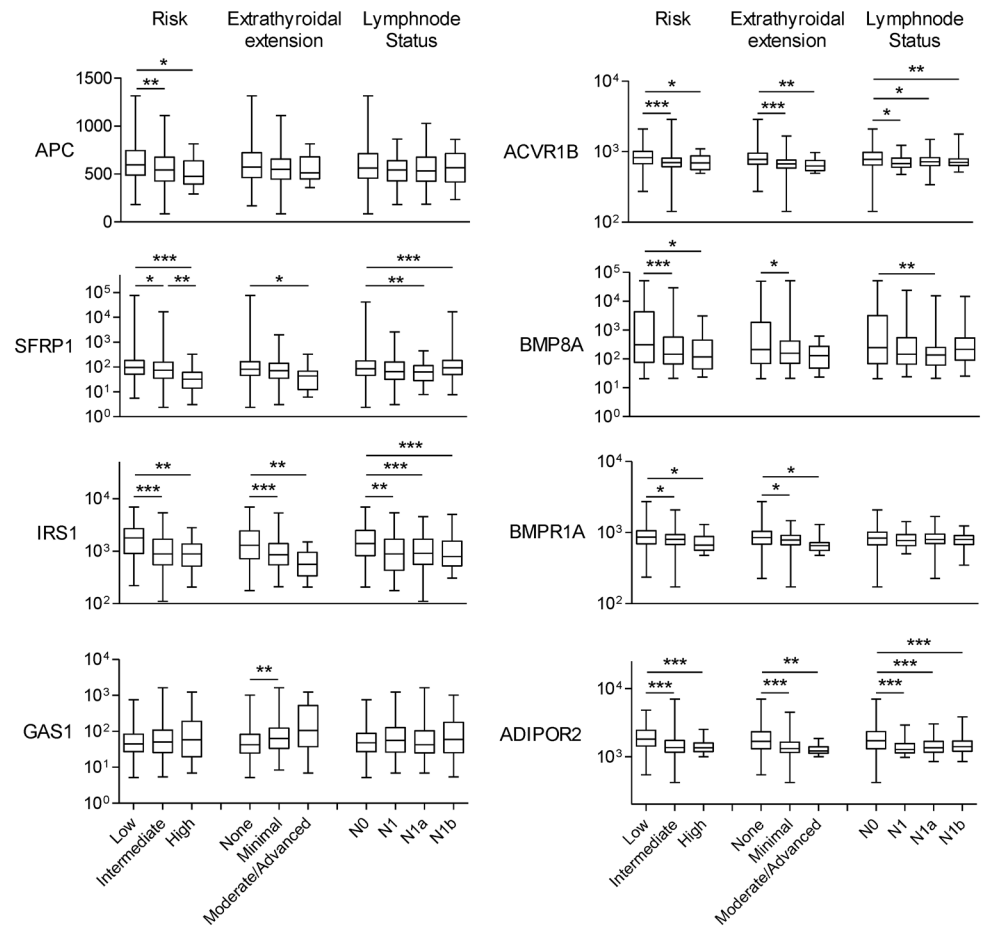 Risk
Extrathyroidal extension
Lymphnode Status
Risk
Extrathyroidal extension
Lymphnode Status
APC
1500
1000
500
0
*
**
ACVR1B
10⁴
10³
10²
*
***
**
***
**
*
*
SFRP1
10⁵
10⁴
10³
10²
10¹
10⁰
***
*
**
*
***
**
BMP8A
10⁵
10⁴
10³
10²
10¹
10⁰
*
***
*
**
IRS1
10⁴
10³
10²
**
***
**
***
***
***
**
BMPR1A
10⁴
10³
10²
*
*
*
*
GAS1
10⁴
10³
10²
10¹
10⁰
**
ADIPOR2
10⁴
10³
***
***
**
***
***
***
***
Low
Intermediate
High
None
Minimal
Moderate/Advanced
N0
N1
N1a
N1b
Low
Intermediate
High
None
Minimal
Moderate/Advanced
N0
N1
N1a
N1b